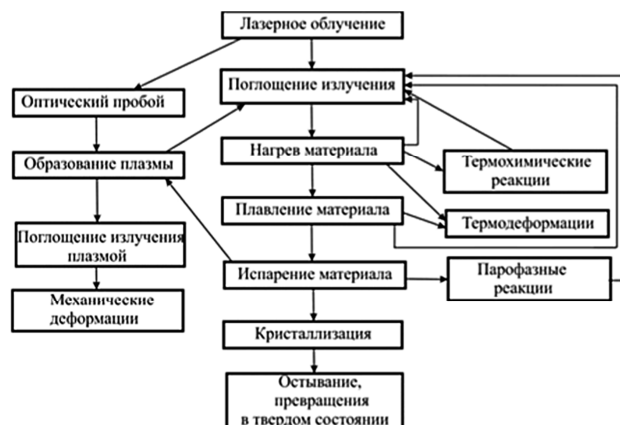 Лазерное облучение
Поглощение излучения
Оптический пробой
Нагрев материала
Образование плазмы
Термохимические
реакции
Плавление материала
Термодеформации
Поглощение излучения
плазмой
Испарение материала
Парофазные
реакции
Механические
деформации
Кристаллизация
Остывание,
превращения
в твердом состоянии